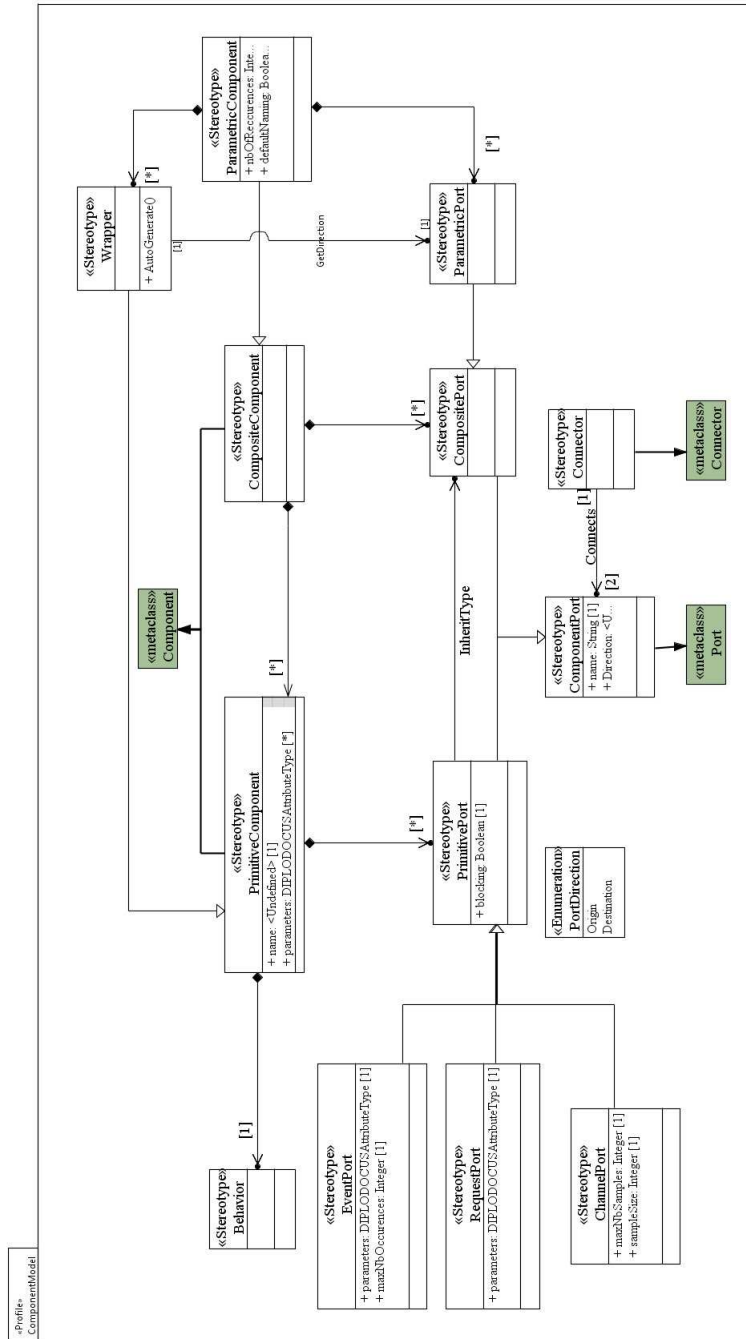 «Profile»
ComponentModel
«Stereotype»
Behavior
[1]
«Stereotype»
EventPort
+ parameters: DIPLODOCUSAttributeType [1]
+ maxNbOccurences: Integer [1]
«Stereotype»
RequestPort
+ parameters: DIPLODOCUSAttributeType [1]
«Stereotype»
ChannelPort
+ maxNbSamples: Integer [1]
+ sampleSize: Integer [1]
«Stereotype»
PrimitiveComponent
+ name: <Undefined> [1]
+ parameters: DIPLODOCUSAttributeType [*]
[*]
[*]
«Stereotype»
PrimitivePort
+ blocking: Boolean [1]
«Enumeration»
PortDirection
Origin
Destination
«metaclass»
Component
InheritType
«Stereotype»
ComponentPort
+ name: String [1]
+ Direction: <U...
«metaclass»
Port
[2]
Connects
[1]
«Stereotype»
Connector
«metaclass»
Connector
«Stereotype»
CompositeComponent
[*]
«Stereotype»
CompositePort
«Stereotype»
Wrapper
+ AutoGenerate()
[1]
GetDirection
[1]
«Stereotype»
ParametricPort
[*]
[*]
«Stereotype»
ParametricComponent
+ nbOfReccurences: Inte...
+ defaultNaming: Boolea...